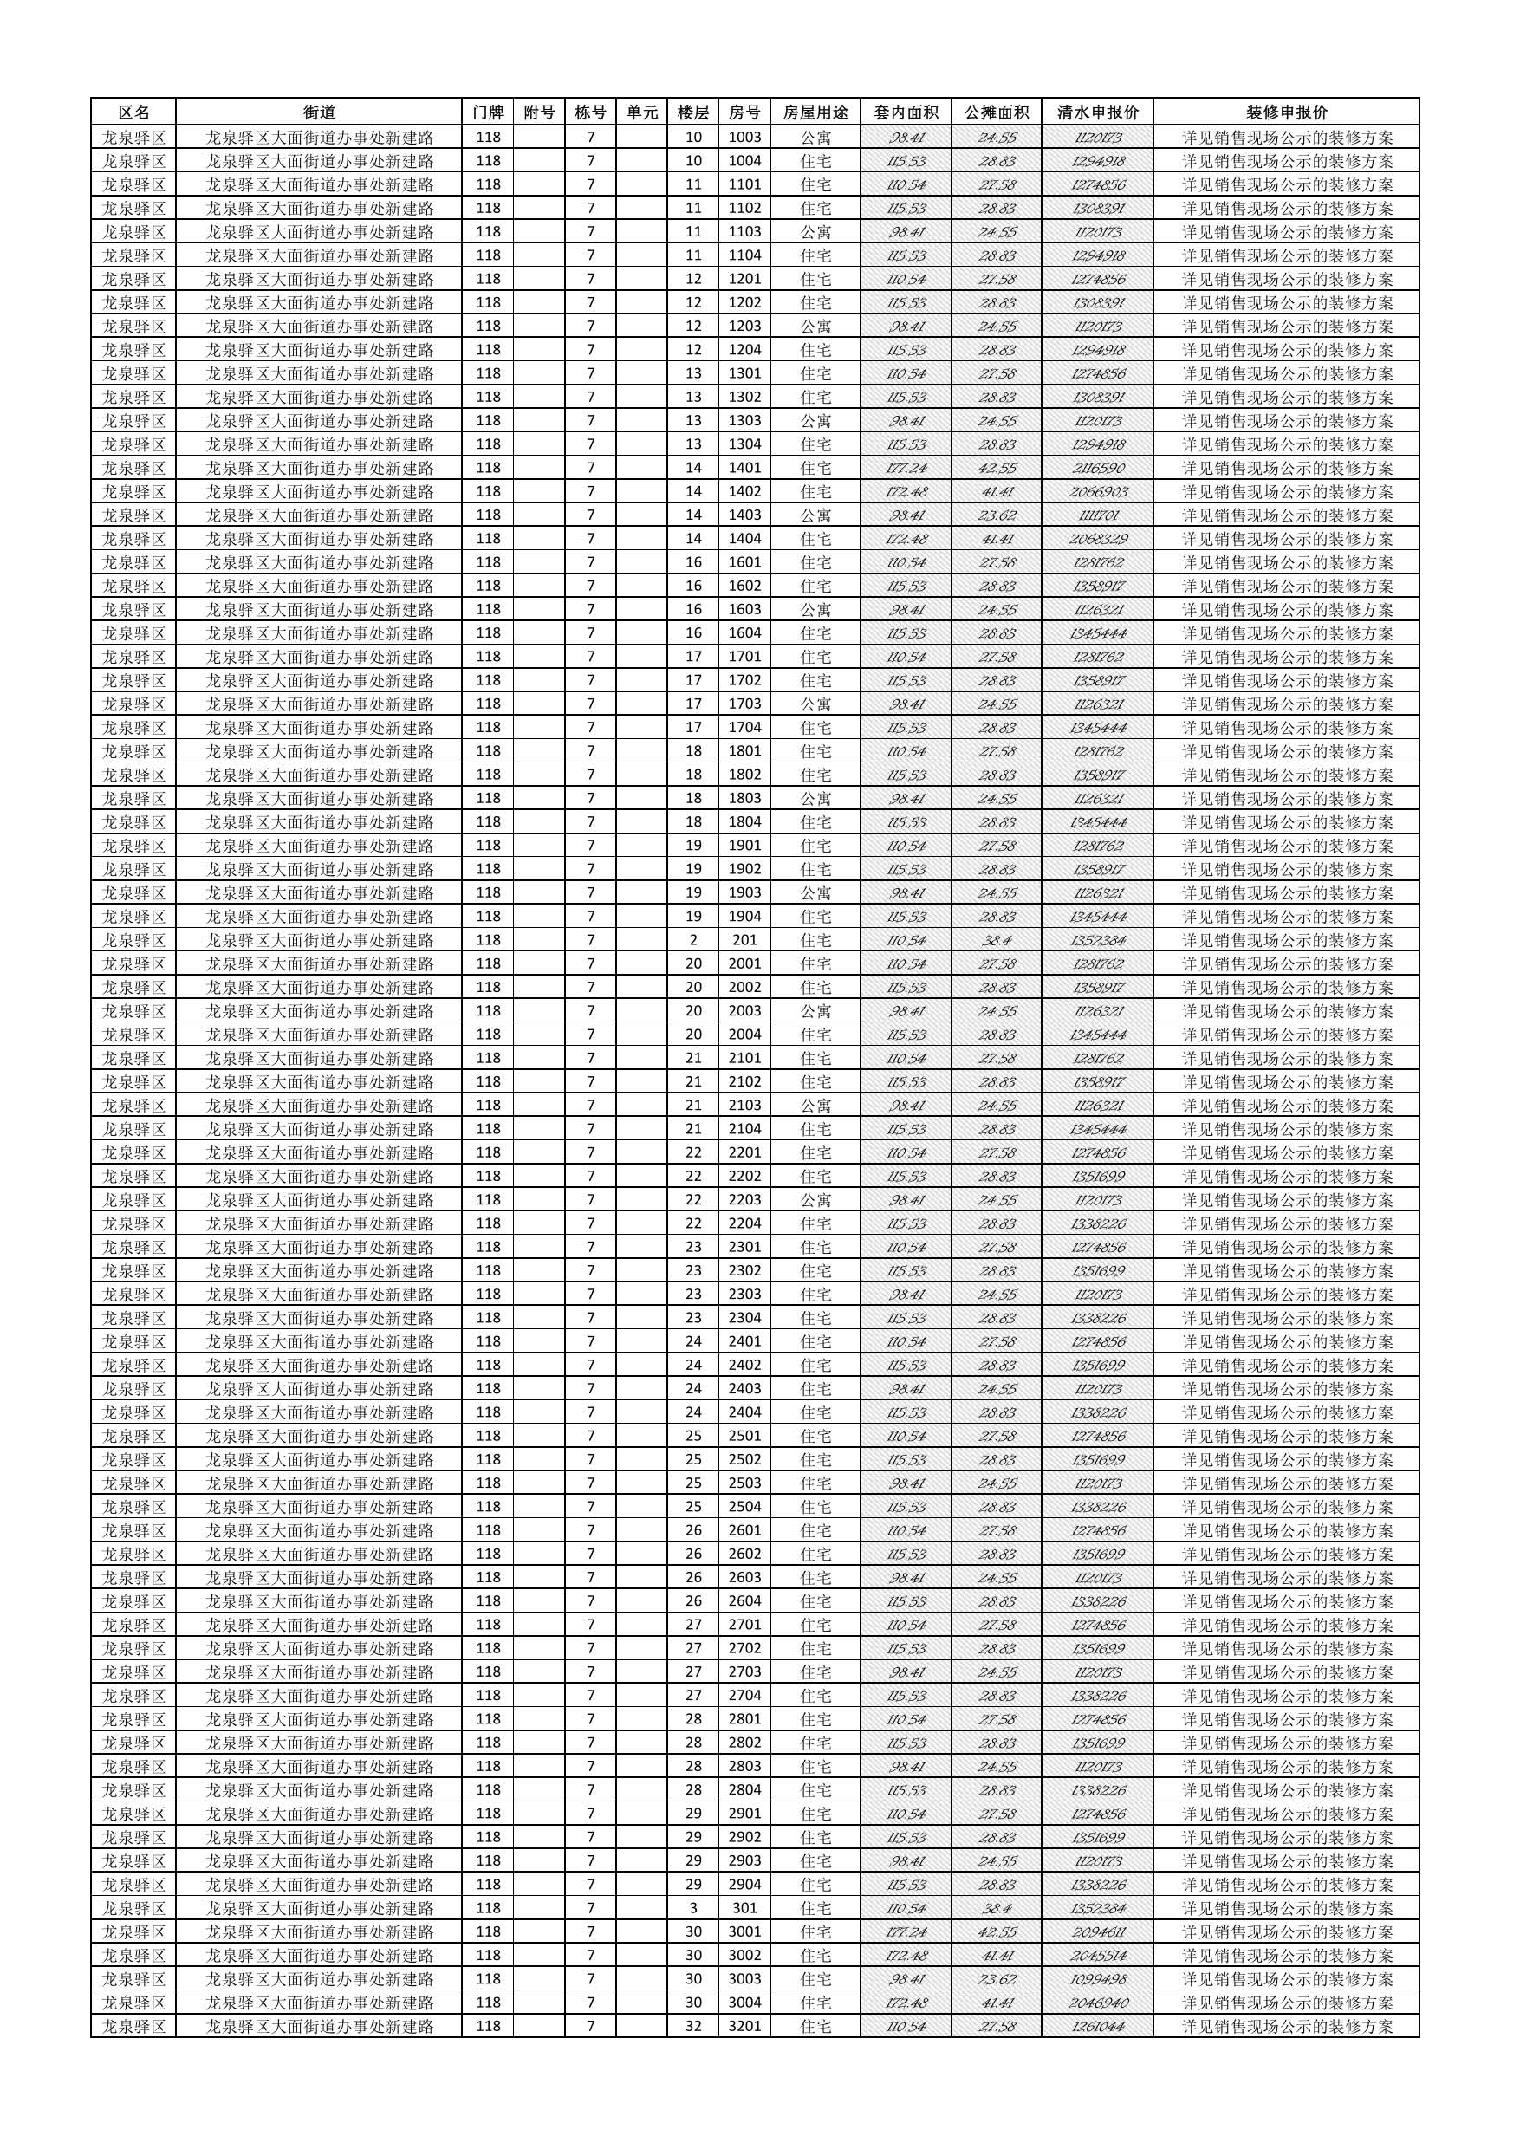 区名 街道 门牌 附号 栋号 单元 楼层 房号 房屋用途 套内面积 公摊面积 清水申报价 装修申报价
龙泉驿区 龙泉驿区大面街道办事处新建路 118 7 10 1003 公寓 98.41 24.55 1120173 详见销售现场公示的装修方案
龙泉驿区 龙泉驿区大面街道办事处新建路 118 7 10 1004 住宅 115.53 28.83 1294918 详见销售现场公示的装修方案
龙泉驿区 龙泉驿区大面街道办事处新建路 118 7 11 1101 住宅 110.54 27.58 1274856 详见销售现场公示的装修方案
龙泉驿区 龙泉驿区大面街道办事处新建路 118 7 11 1102 住宅 115.53 28.83 1308391 详见销售现场公示的装修方案
龙泉驿区 龙泉驿区大面街道办事处新建路 118 7 11 1103 公寓 98.41 24.55 1120173 详见销售现场公示的装修方案
龙泉驿区 龙泉驿区大面街道办事处新建路 118 7 11 1104 住宅 115.53 28.83 1294918 详见销售现场公示的装修方案
龙泉驿区 龙泉驿区大面街道办事处新建路 118 7 12 1201 住宅 110.54 27.58 1274856 详见销售现场公示的装修方案
龙泉驿区 龙泉驿区大面街道办事处新建路 118 7 12 1202 住宅 115.53 28.83 1308391 详见销售现场公示的装修方案
龙泉驿区 龙泉驿区大面街道办事处新建路 118 7 12 1203 公寓 98.41 24.55 1120173 详见销售现场公示的装修方案
龙泉驿区 龙泉驿区大面街道办事处新建路 118 7 12 1204 住宅 115.53 28.83 1294918 详见销售现场公示的装修方案
龙泉驿区 龙泉驿区大面街道办事处新建路 118 7 13 1301 住宅 110.54 27.58 1274856 详见销售现场公示的装修方案
龙泉驿区 龙泉驿区大面街道办事处新建路 118 7 13 1302 住宅 115.53 28.83 1308391 详见销售现场公示的装修方案
龙泉驿区 龙泉驿区大面街道办事处新建路 118 7 13 1303 公寓 98.41 24.55 1120173 详见销售现场公示的装修方案
龙泉驿区 龙泉驿区大面街道办事处新建路 118 7 13 1304 住宅 115.53 28.83 1294918 详见销售现场公示的装修方案
龙泉驿区 龙泉驿区大面街道办事处新建路 118 7 14 1401 住宅 177.24 42.55 2116590 详见销售现场公示的装修方案
龙泉驿区 龙泉驿区大面街道办事处新建路 118 7 14 1402 住宅 172.48 41.41 2066903 详见销售现场公示的装修方案
龙泉驿区 龙泉驿区大面街道办事处新建路 118 7 14 1403 公寓 98.41 23.62 1111701 详见销售现场公示的装修方案
龙泉驿区 龙泉驿区大面街道办事处新建路 118 7 14 1404 住宅 172.48 41.41 2068329 详见销售现场公示的装修方案
龙泉驿区 龙泉驿区大面街道办事处新建路 118 7 16 1601 住宅 110.54 27.58 1281762 详见销售现场公示的装修方案
龙泉驿区 龙泉驿区大面街道办事处新建路 118 7 16 1602 住宅 115.53 28.83 1358917 详见销售现场公示的装修方案
龙泉驿区 龙泉驿区大面街道办事处新建路 118 7 16 1603 公寓 98.41 24.55 1126321 详见销售现场公示的装修方案
龙泉驿区 龙泉驿区大面街道办事处新建路 118 7 16 1604 住宅 115.53 28.83 1345444 详见销售现场公示的装修方案
龙泉驿区 龙泉驿区大面街道办事处新建路 118 7 17 1701 住宅 110.54 27.58 1281762 详见销售现场公示的装修方案
龙泉驿区 龙泉驿区大面街道办事处新建路 118 7 17 1702 住宅 115.53 28.83 1358917 详见销售现场公示的装修方案
龙泉驿区 龙泉驿区大面街道办事处新建路 118 7 17 1703 公寓 98.41 24.55 1126321 详见销售现场公示的装修方案
龙泉驿区 龙泉驿区大面街道办事处新建路 118 7 17 1704 住宅 115.53 28.83 1345444 详见销售现场公示的装修方案
龙泉驿区 龙泉驿区大面街道办事处新建路 118 7 18 1801 住宅 110.54 27.58 1281762 详见销售现场公示的装修方案
龙泉驿区 龙泉驿区大面街道办事处新建路 118 7 18 1802 住宅 115.53 28.83 1358917 详见销售现场公示的装修方案
龙泉驿区 龙泉驿区大面街道办事处新建路 118 7 18 1803 公寓 98.41 24.55 1126321 详见销售现场公示的装修方案
龙泉驿区 龙泉驿区大面街道办事处新建路 118 7 18 1804 住宅 115.53 28.83 1345444 详见销售现场公示的装修方案
龙泉驿区 龙泉驿区大面街道办事处新建路 118 7 19 1901 住宅 110.54 27.58 1281762 详见销售现场公示的装修方案
龙泉驿区 龙泉驿区大面街道办事处新建路 118 7 19 1902 住宅 115.53 28.83 1358917 详见销售现场公示的装修方案
龙泉驿区 龙泉驿区大面街道办事处新建路 118 7 19 1903 公寓 98.41 24.55 1126321 详见销售现场公示的装修方案
龙泉驿区 龙泉驿区大面街道办事处新建路 118 7 19 1904 住宅 115.53 28.83 1345444 详见销售现场公示的装修方案
龙泉驿区 龙泉驿区大面街道办事处新建路 118 7 2 201 住宅 110.54 38.4 1352384 详见销售现场公示的装修方案
龙泉驿区 龙泉驿区大面街道办事处新建路 118 7 20 2001 住宅 110.54 27.58 1281762 详见销售现场公示的装修方案
龙泉驿区 龙泉驿区大面街道办事处新建路 118 7 20 2002 住宅 115.53 28.83 1358917 详见销售现场公示的装修方案
龙泉驿区 龙泉驿区大面街道办事处新建路 118 7 20 2003 公寓 98.41 24.55 1126321 详见销售现场公示的装修方案
龙泉驿区 龙泉驿区大面街道办事处新建路 118 7 20 2004 住宅 115.53 28.83 1345444 详见销售现场公示的装修方案
龙泉驿区 龙泉驿区大面街道办事处新建路 118 7 21 2101 住宅 110.54 27.58 1281762 详见销售现场公示的装修方案
龙泉驿区 龙泉驿区大面街道办事处新建路 118 7 21 2102 住宅 115.53 28.83 1358917 详见销售现场公示的装修方案
龙泉驿区 龙泉驿区大面街道办事处新建路 118 7 21 2103 公寓 98.41 24.55 1126321 详见销售现场公示的装修方案
龙泉驿区 龙泉驿区大面街道办事处新建路 118 7 21 2104 住宅 115.53 28.83 1345444 详见销售现场公示的装修方案
龙泉驿区 龙泉驿区大面街道办事处新建路 118 7 22 2201 住宅 110.54 27.58 1274856 详见销售现场公示的装修方案
龙泉驿区 龙泉驿区大面街道办事处新建路 118 7 22 2202 住宅 115.53 28.83 1351699 详见销售现场公示的装修方案
龙泉驿区 龙泉驿区大面街道办事处新建路 118 7 22 2203 公寓 98.41 24.55 1120173 详见销售现场公示的装修方案
龙泉驿区 龙泉驿区大面街道办事处新建路 118 7 22 2204 住宅 115.53 28.83 1338226 详见销售现场公示的装修方案
龙泉驿区 龙泉驿区大面街道办事处新建路 118 7 23 2301 住宅 110.54 27.58 1274856 详见销售现场公示的装修方案
龙泉驿区 龙泉驿区大面街道办事处新建路 118 7 23 2302 住宅 115.53 28.83 1351699 详见销售现场公示的装修方案
龙泉驿区 龙泉驿区大面街道办事处新建路 118 7 23 2303 住宅 98.41 24.55 1120173 详见销售现场公示的装修方案
龙泉驿区 龙泉驿区大面街道办事处新建路 118 7 23 2304 住宅 115.53 28.83 1338226 详见销售现场公示的装修方案
龙泉驿区 龙泉驿区大面街道办事处新建路 118 7 24 2401 住宅 110.54 27.58 1274856 详见销售现场公示的装修方案
龙泉驿区 龙泉驿区大面街道办事处新建路 118 7 24 2402 住宅 115.53 28.83 1351699 详见销售现场公示的装修方案
龙泉驿区 龙泉驿区大面街道办事处新建路 118 7 24 2403 住宅 98.41 24.55 1120173 详见销售现场公示的装修方案
龙泉驿区 龙泉驿区大面街道办事处新建路 118 7 24 2404 住宅 115.53 28.83 1338226 详见销售现场公示的装修方案
龙泉驿区 龙泉驿区大面街道办事处新建路 118 7 25 2501 住宅 110.54 27.58 1274856 详见销售现场公示的装修方案
龙泉驿区 龙泉驿区大面街道办事处新建路 118 7 25 2502 住宅 115.53 28.83 1351699 详见销售现场公示的装修方案
龙泉驿区 龙泉驿区大面街道办事处新建路 118 7 25 2503 住宅 98.41 24.55 1120173 详见销售现场公示的装修方案
龙泉驿区 龙泉驿区大面街道办事处新建路 118 7 25 2504 住宅 115.53 28.83 1338226 详见销售现场公示的装修方案
龙泉驿区 龙泉驿区大面街道办事处新建路 118 7 26 2601 住宅 110.54 27.58 1274856 详见销售现场公示的装修方案
龙泉驿区 龙泉驿区大面街道办事处新建路 118 7 26 2602 住宅 115.53 28.83 1351699 详见销售现场公示的装修方案
龙泉驿区 龙泉驿区大面街道办事处新建路 118 7 26 2603 住宅 98.41 24.55 1120173 详见销售现场公示的装修方案
龙泉驿区 龙泉驿区大面街道办事处新建路 118 7 26 2604 住宅 115.53 28.83 1338226 详见销售现场公示的装修方案
龙泉驿区 龙泉驿区大面街道办事处新建路 118 7 27 2701 住宅 110.54 27.58 1274856 详见销售现场公示的装修方案
龙泉驿区 龙泉驿区大面街道办事处新建路 118 7 27 2702 住宅 115.53 28.83 1351699 详见销售现场公示的装修方案
龙泉驿区 龙泉驿区大面街道办事处新建路 118 7 27 2703 住宅 98.41 24.55 1120173 详见销售现场公示的装修方案
龙泉驿区 龙泉驿区大面街道办事处新建路 118 7 27 2704 住宅 115.53 28.83 1338226 详见销售现场公示的装修方案
龙泉驿区 龙泉驿区大面街道办事处新建路 118 7 28 2801 住宅 110.54 27.58 1274856 详见销售现场公示的装修方案
龙泉驿区 龙泉驿区大面街道办事处新建路 118 7 28 2802 住宅 115.53 28.83 1351699 详见销售现场公示的装修方案
龙泉驿区 龙泉驿区大面街道办事处新建路 118 7 28 2803 住宅 98.41 24.55 1120173 详见销售现场公示的装修方案
龙泉驿区 龙泉驿区大面街道办事处新建路 118 7 28 2804 住宅 115.53 28.83 1338226 详见销售现场公示的装修方案
龙泉驿区 龙泉驿区大面街道办事处新建路 118 7 29 2901 住宅 110.54 27.58 1274856 详见销售现场公示的装修方案
龙泉驿区 龙泉驿区大面街道办事处新建路 118 7 29 2902 住宅 115.53 28.83 1351699 详见销售现场公示的装修方案
龙泉驿区 龙泉驿区大面街道办事处新建路 118 7 29 2903 住宅 98.41 24.55 1120173 详见销售现场公示的装修方案
龙泉驿区 龙泉驿区大面街道办事处新建路 118 7 29 2904 住宅 115.53 28.83 1338226 详见销售现场公示的装修方案
龙泉驿区 龙泉驿区大面街道办事处新建路 118 7 3 301 住宅 110.54 38.4 1352384 详见销售现场公示的装修方案
龙泉驿区 龙泉驿区大面街道办事处新建路 118 7 30 3001 住宅 177.24 42.55 2094611 详见销售现场公示的装修方案
龙泉驿区 龙泉驿区大面街道办事处新建路 118 7 30 3002 住宅 172.48 41.41 2045514 详见销售现场公示的装修方案
龙泉驿区 龙泉驿区大面街道办事处新建路 118 7 30 3003 住宅 98.41 23.62 1099498 详见销售现场公示的装修方案
龙泉驿区 龙泉驿区大面街道办事处新建路 118 7 30 3004 住宅 172.48 41.41 2046940 详见销售现场公示的装修方案
龙泉驿区 龙泉驿区大面街道办事处新建路 118 7 32 3201 住宅 110.54 27.58 1261044 详见销售现场公示的装修方案